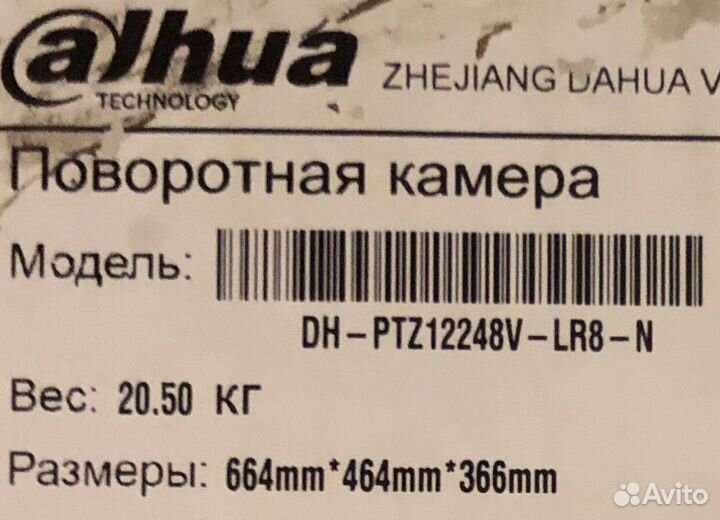 alhua
TECHNOLOGY
ZHEJIANG DAHUA V
Поворотная камера
Модель:
DH-PTZ12248V-LR8-N
Вес: 20.50 КГ
Размеры: 664mm*464mm*366mm
Avito